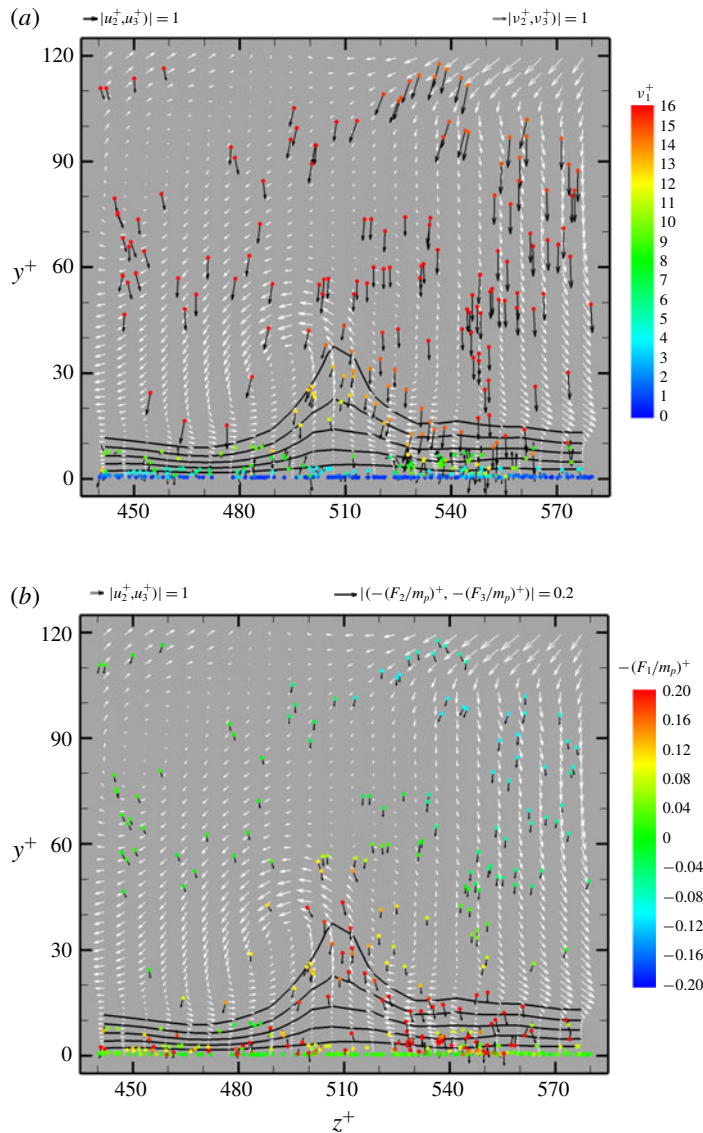 (a)
|u₂⁺,u₃⁺)| = 1
|v₂⁺,v₃⁺)| = 1
v₁⁺
120
90
y⁺
60
30
0
450 480 510 540 570
16
15
14
13
12
11
10
9
8
7
6
5
4
3
2
1
0
(b)
|u₂⁺,u₃⁺)| = 1
|(−(F₂/mₚ)⁺, −(F₃/mₚ)⁺)| = 0.2
−(F₁/mₚ)⁺
120
90
y⁺
60
30
0
450 480 510 540 570
z⁺
0.20
0.16
0.12
0.08
0.04
0
−0.04
−0.08
−0.12
−0.16
−0.20